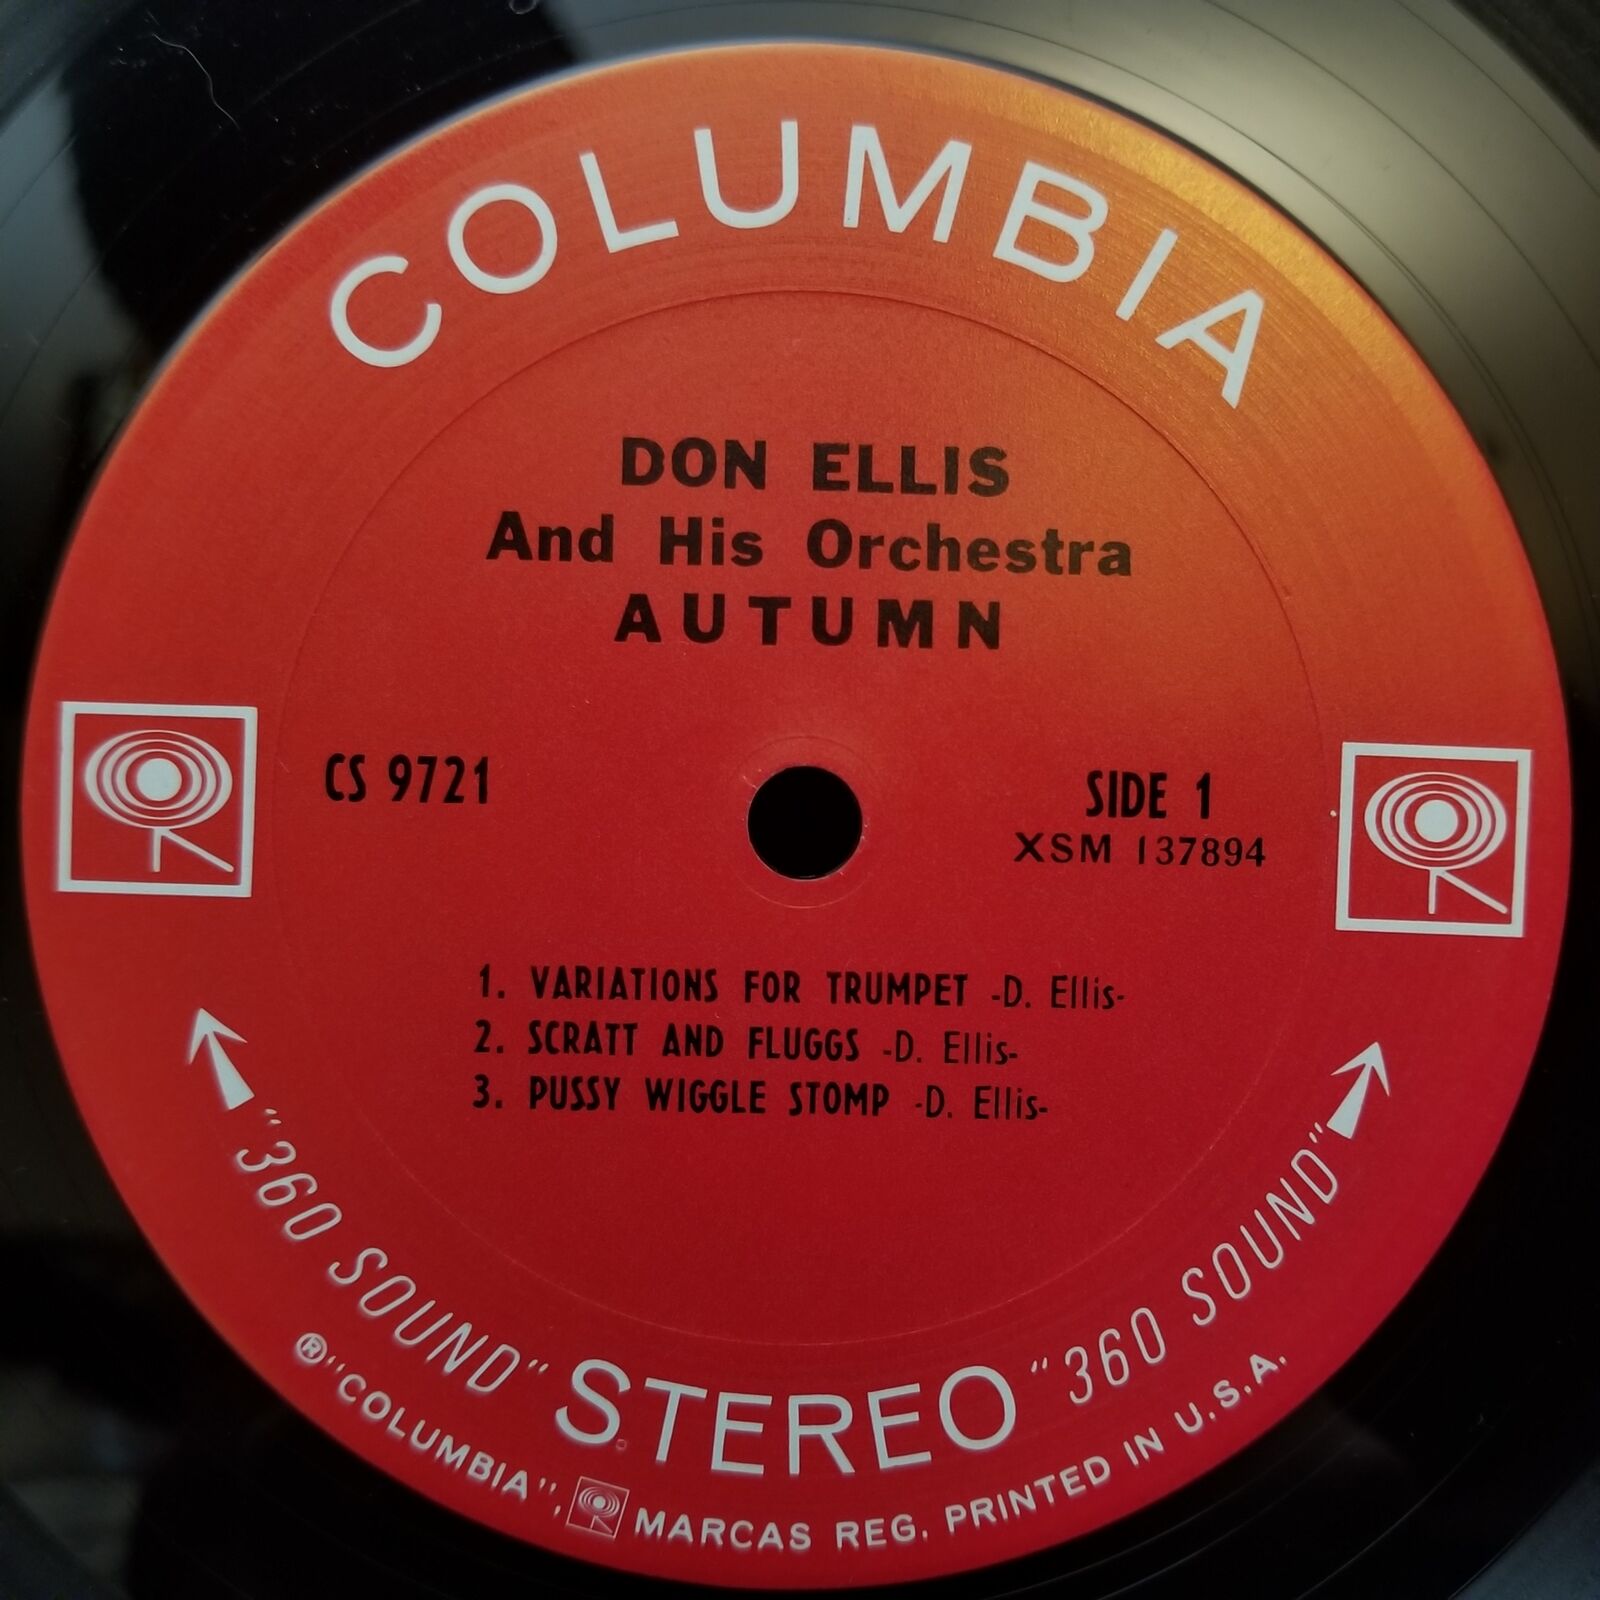 COLUMBIA
DON ELLIS
And His Orchestra
AUTUMN
CS 9721
SIDE 1
XSM 137894
1. VARIATIONS FOR TRUMPET -D. Ellis-
2. SCRATT AND FLUGGS -D. Ellis-
3. PUSSY WIGGLE STOMP -D. Ellis-
"360 SOUND" STEREO "360 SOUND"
® "COLUMBIA", MARCAS REG. PRINTED IN U.S.A.